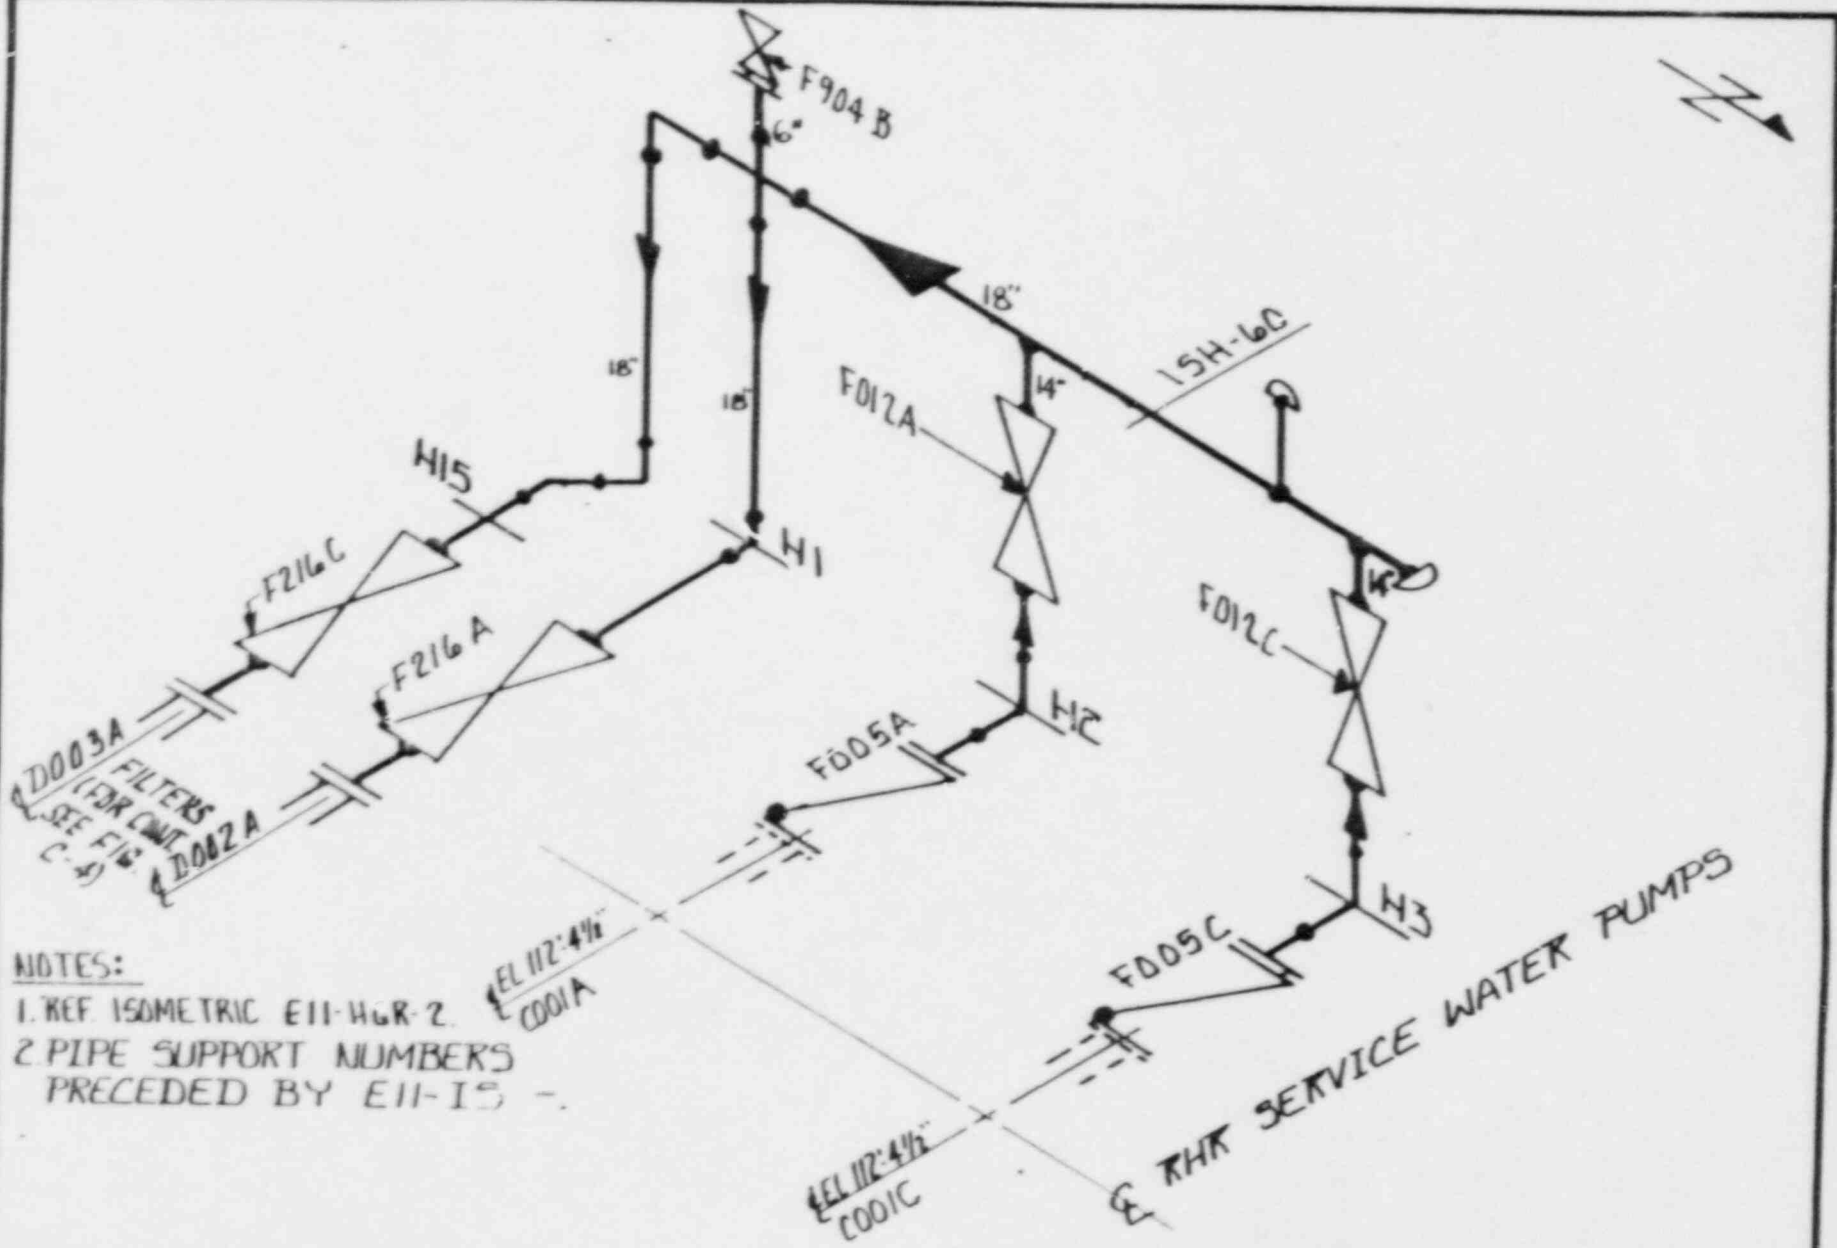 F904 B
6"
18"
15H-6C
14"
F012A
18"
18"
H15
H1
F216C
14"
F012C
F216 A
H2
F005A
D003A
FILTERS
(FOR CONT.
SEE FIG.
C-4)
D002A
H3
F005C
RHR SERVICE WATER PUMPS
EL 112'-4½"
C001A
NOTES:
1. REF. ISOMETRIC E11-HGR-2.
2. PIPE SUPPORT NUMBERS
PRECEDED BY E11-IS -.
EL 112'-4½"
C001C